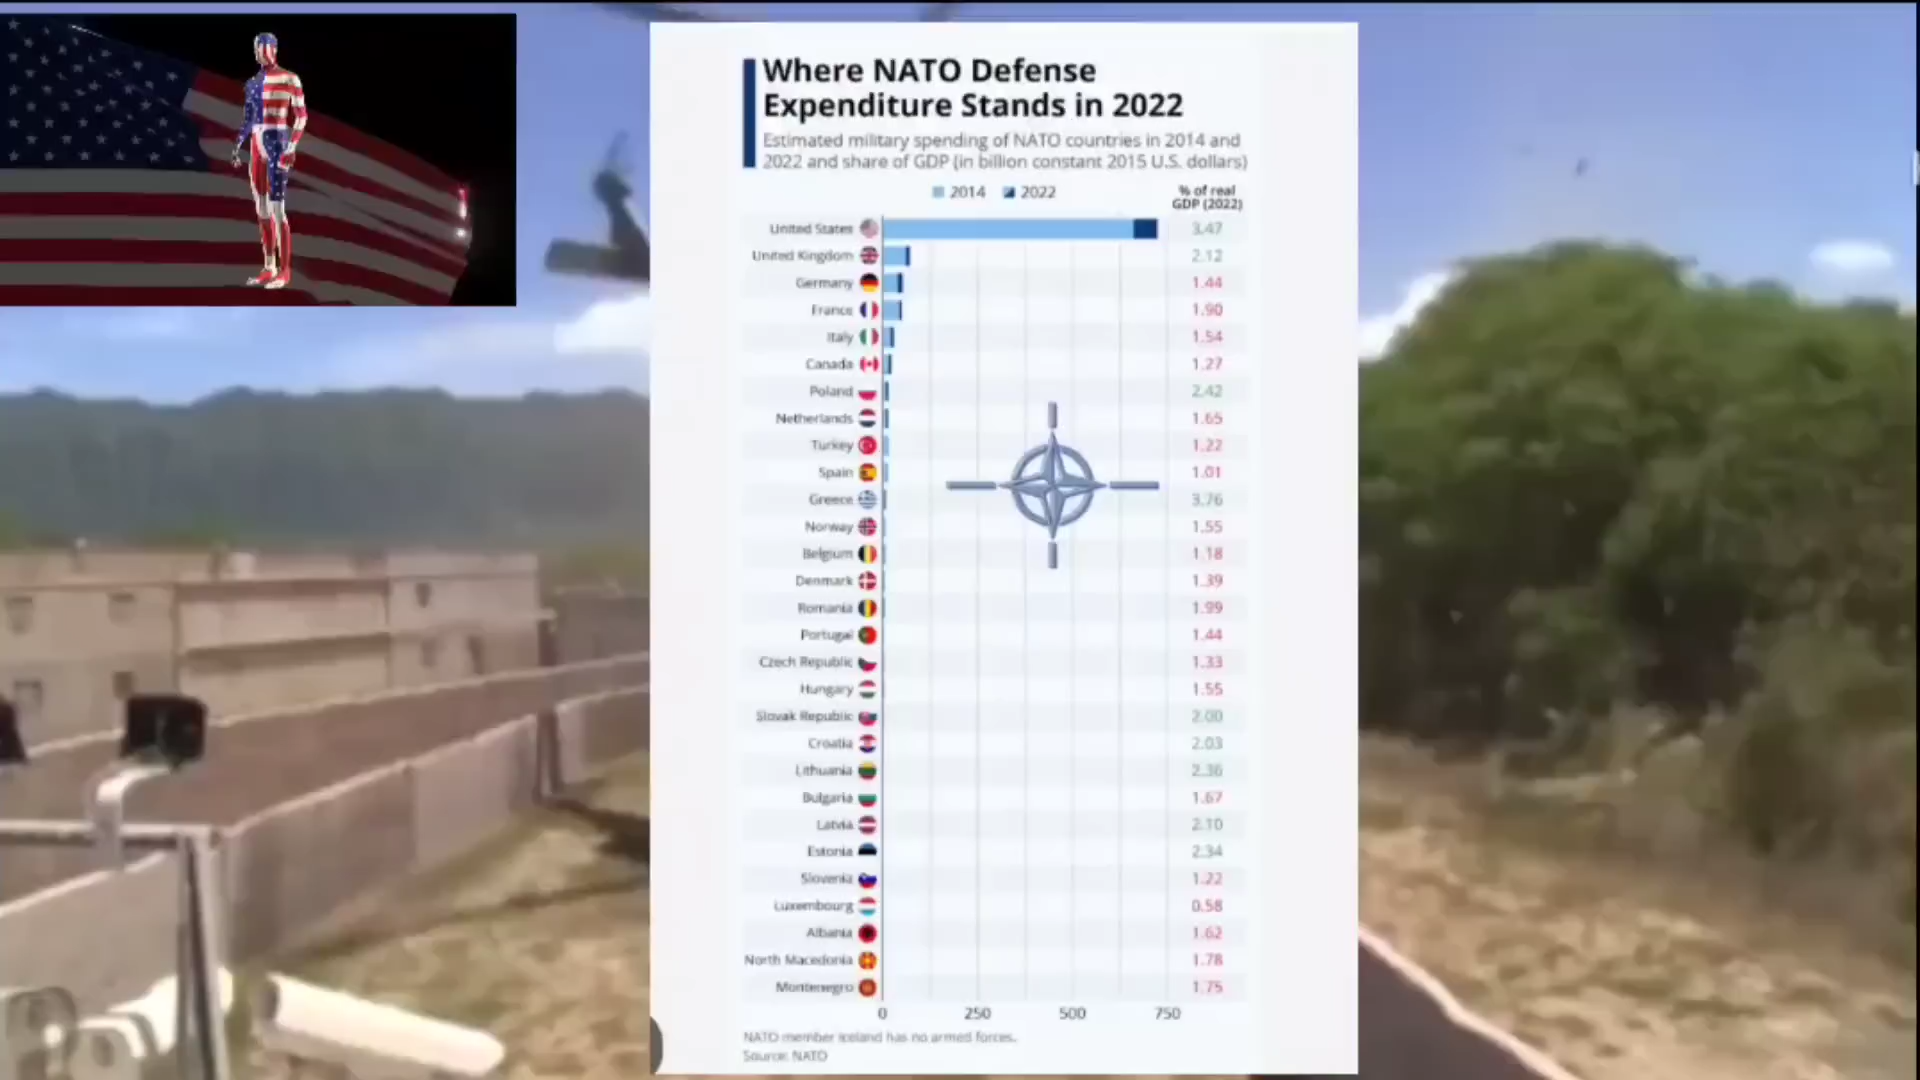 Where NATO Defense
Expenditure Stands in 2022
Estimated military spending of NATO countries in 2014 and
2022 and share of GDP (in billion constant 2015 U.S. dollars)
2014 2022 % of real
GDP (2022)
United States 3.47
United Kingdom 2.12
Germany 1.44
France 1.90
Italy 1.54
Canada 1.27
Poland 2.42
Netherlands 1.65
Turkey 1.22
Spain 1.01
Greece 3.76
Norway 1.55
Belgium 1.18
Denmark 1.39
Romania 1.99
Portugal 1.44
Czech Republic 1.33
Hungary 1.55
Slovak Republic 2.00
Croatia 2.03
Lithuania 2.36
Bulgaria 1.67
Latvia 2.10
Estonia 2.34
Slovenia 1.22
Luxembourg 0.58
Albania 1.62
North Macedonia 1.78
Montenegro 1.75
0 250 500 750
NATO member Iceland has no armed forces.
Source: NATO